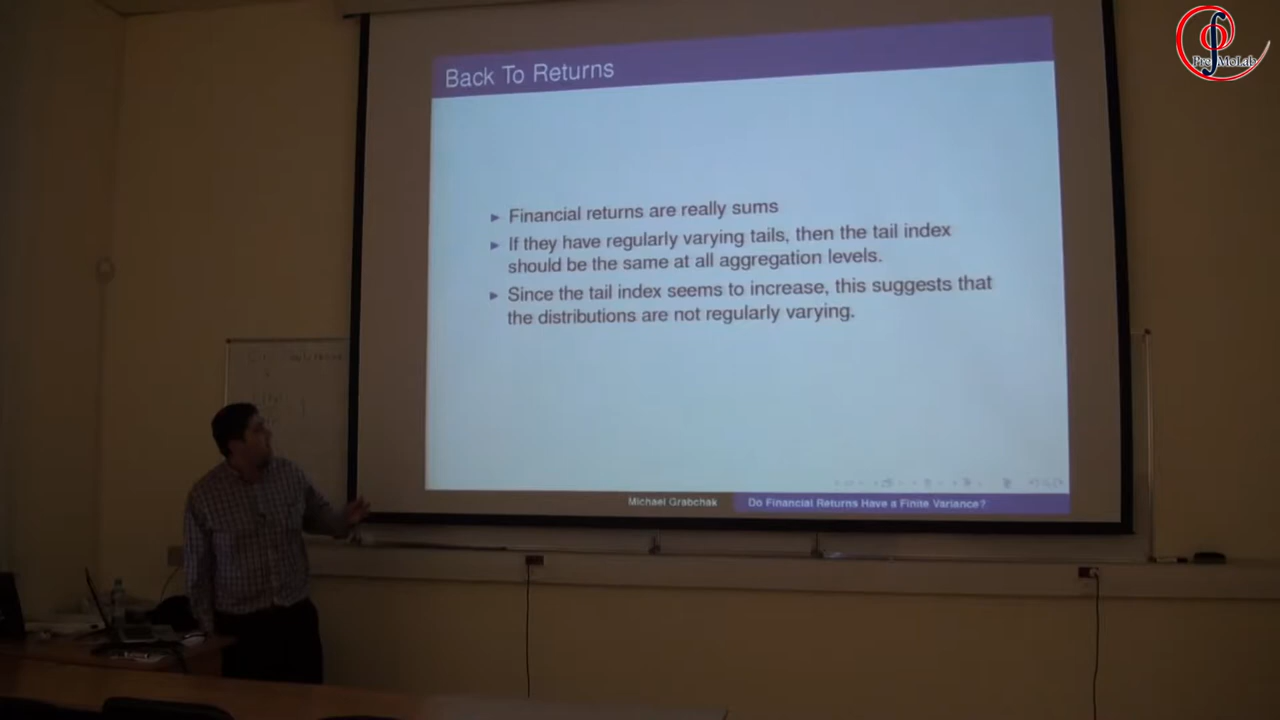 PreMoLab
Back To Returns
Financial returns are really sums
If they have regularly varying tails, then the tail index
should be the same at all aggregation levels.
Since the tail index seems to increase, this suggests that
the distributions are not regularly varying.
Michael Grabchak
Do Financial Returns Have a Finite Variance?